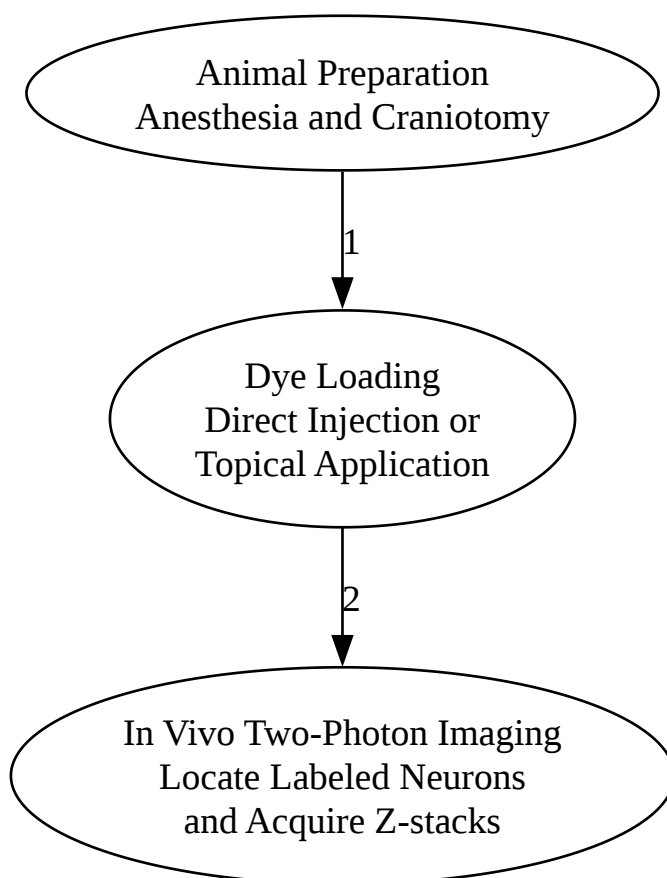 Animal Preparation
Anesthesia and Craniotomy
1
Dye Loading
Direct Injection or
Topical Application
2
In Vivo Two-Photon Imaging
Locate Labeled Neurons
and Acquire Z-stacks